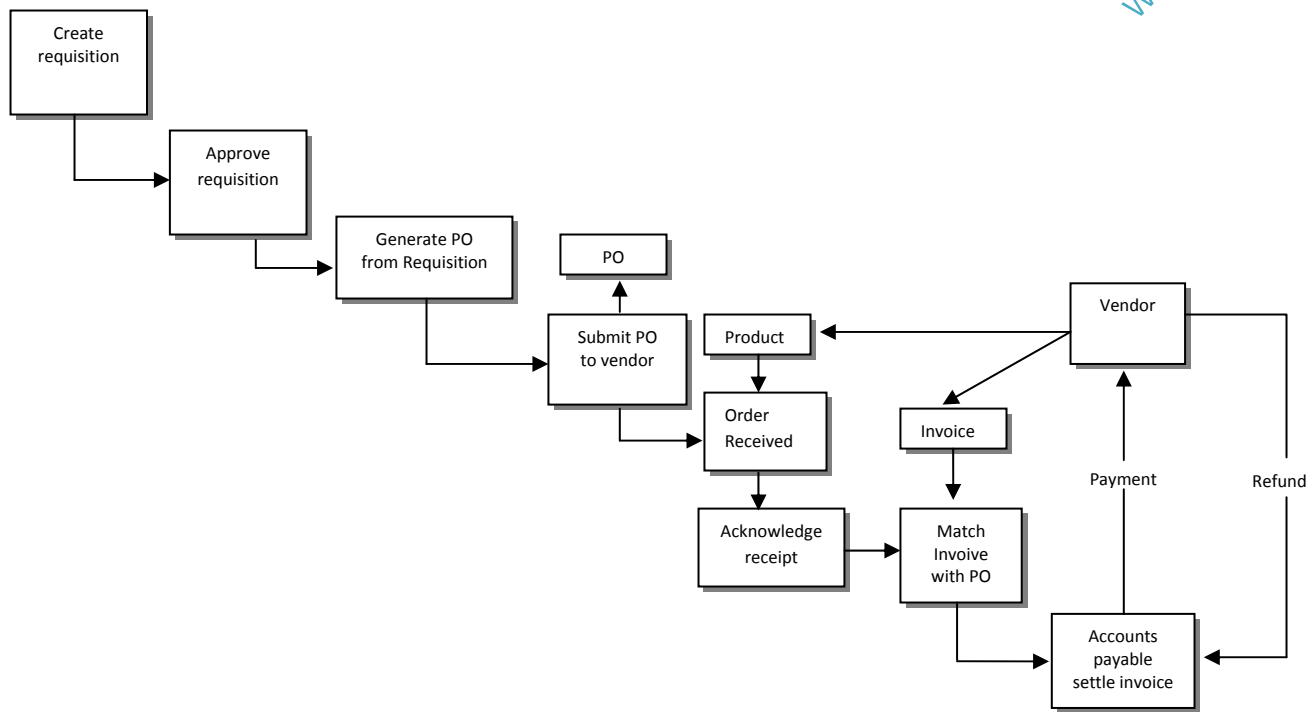 Create
requisition
Approve
requisition
Generate PO
from Requisition
PO
Submit PO
to vendor
Product
Vendor
Order
Received
Invoice
Payment
Refund
Acknowledge
receipt
Match
Invoive
with PO
Accounts
payable
settle invoice